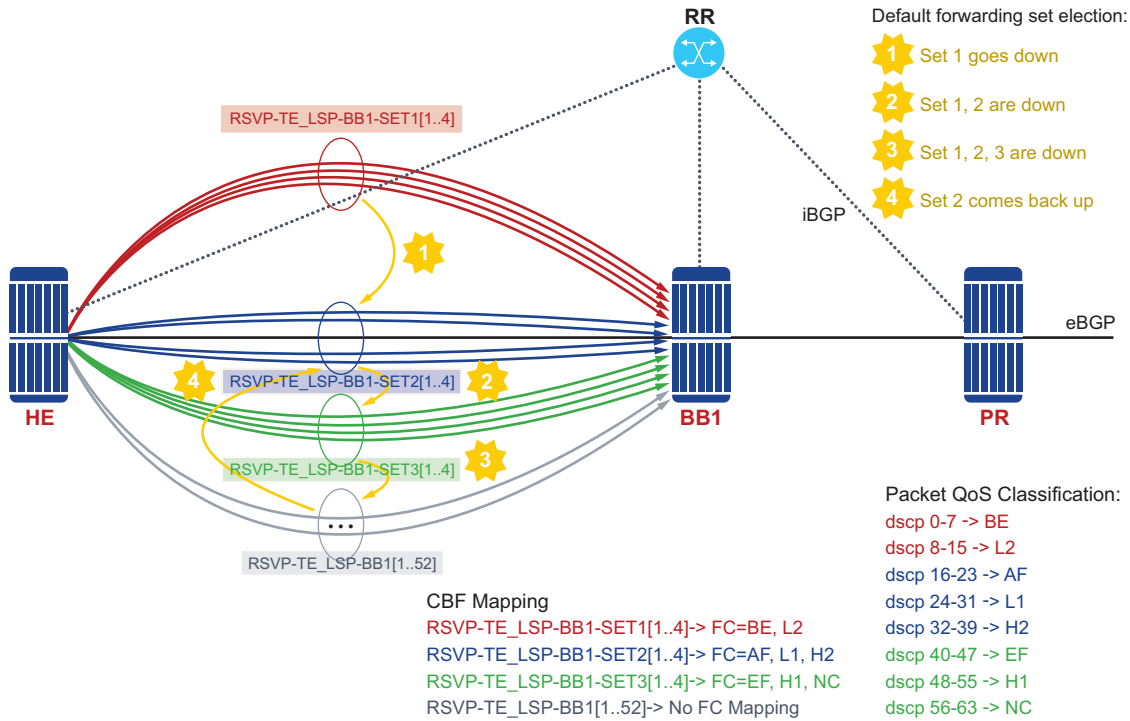 RR
Default forwarding set election:
1 Set 1 goes down
2 Set 1, 2 are down
3 Set 1, 2, 3 are down
4 Set 2 comes back up
RSVP-TE_LSP-BB1-SET1[1..4]
iBGP
1
eBGP
4
RSVP-TE_LSP-BB1-SET2[1..4]
2
HE
BB1
PR
3
RSVP-TE_LSP-BB1-SET3[1..4]
...
RSVP-TE_LSP-BB1[1..52]
CBF Mapping
RSVP-TE_LSP-BB1-SET1[1..4]-> FC=BE, L2
RSVP-TE_LSP-BB1-SET2[1..4]-> FC=AF, L1, H2
RSVP-TE_LSP-BB1-SET3[1..4]-> FC=EF, H1, NC
RSVP-TE_LSP-BB1[1..52]-> No FC Mapping
Packet QoS Classification:
dscp 0-7 -> BE
dscp 8-15 -> L2
dscp 16-23 -> AF
dscp 24-31 -> L1
dscp 32-39 -> H2
dscp 40-47 -> EF
dscp 48-55 -> H1
dscp 56-63 -> NC